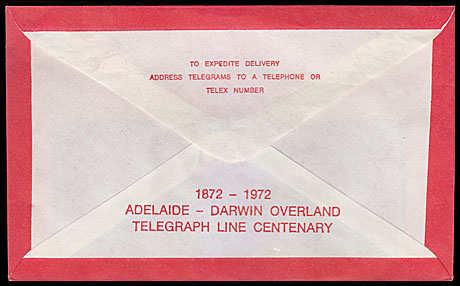 TO EXPEDITE DELIVERY
ADDRESS TELEGRAMS TO A TELEPHONE OR
TELEX NUMBER
1872 - 1972
ADELAIDE - DARWIN OVERLAND
TELEGRAPH LINE CENTENARY